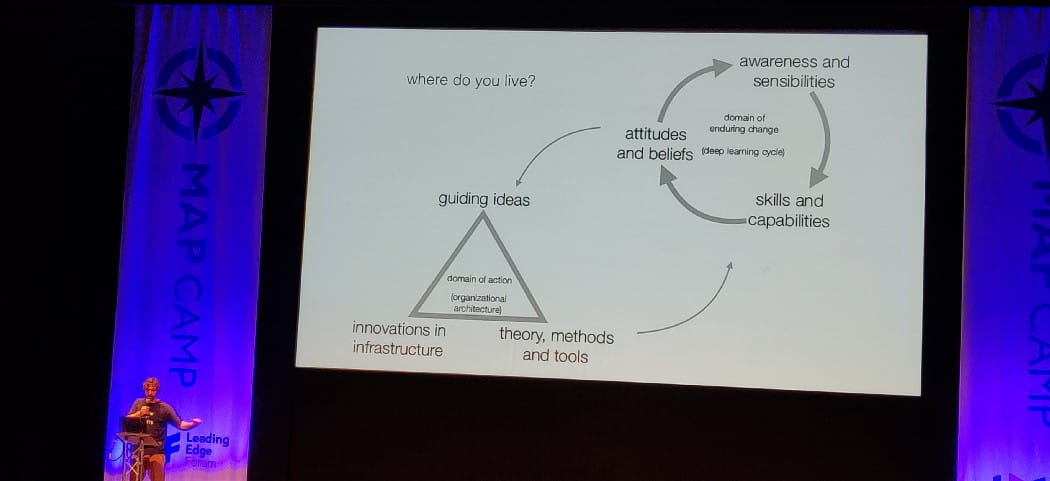 where do you live?
awareness and
sensibilities
domain of
enduring change
(deep learning cycle)
attitudes
and beliefs
skills and
capabilities
guiding ideas
domain of action
(organizational
architecture)
innovations in
infrastructure
theory, methods
and tools
MAP CAMP
Leading
Edge
Forum
MAP CAMP